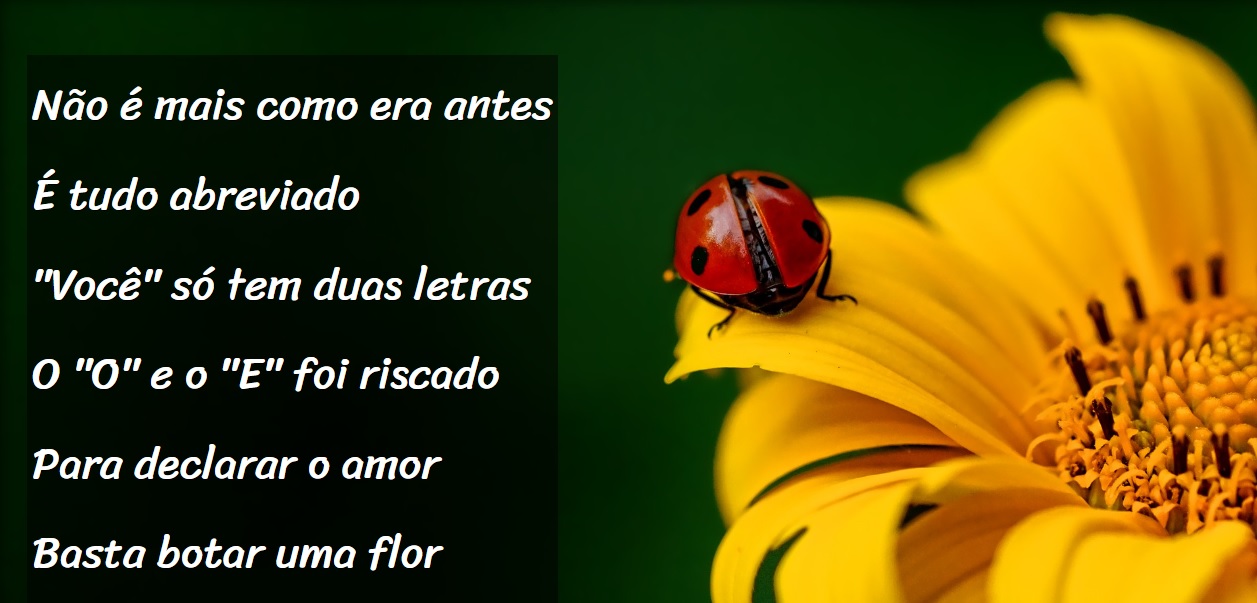 Não é mais como era antes
É tudo abreviado
"Você" só tem duas letras
O "O" e o "E" foi riscado
Para declarar o amor
Basta botar uma flor